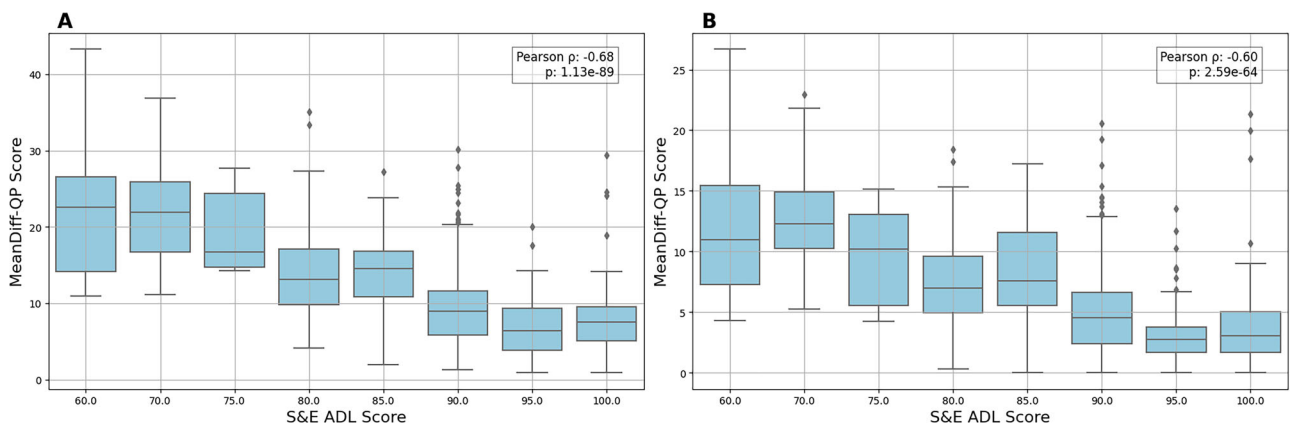 A
Pearson ρ: -0.68
p: 1.13e-89
MeanDiff-QP Score
40
30
20
10
0
60.0 70.0 75.0 80.0 85.0 90.0 95.0 100.0
S&E ADL Score
B
Pearson ρ: -0.60
p: 2.59e-64
MeanDiff-QP Score
25
20
15
10
5
0
60.0 70.0 75.0 80.0 85.0 90.0 95.0 100.0
S&E ADL Score